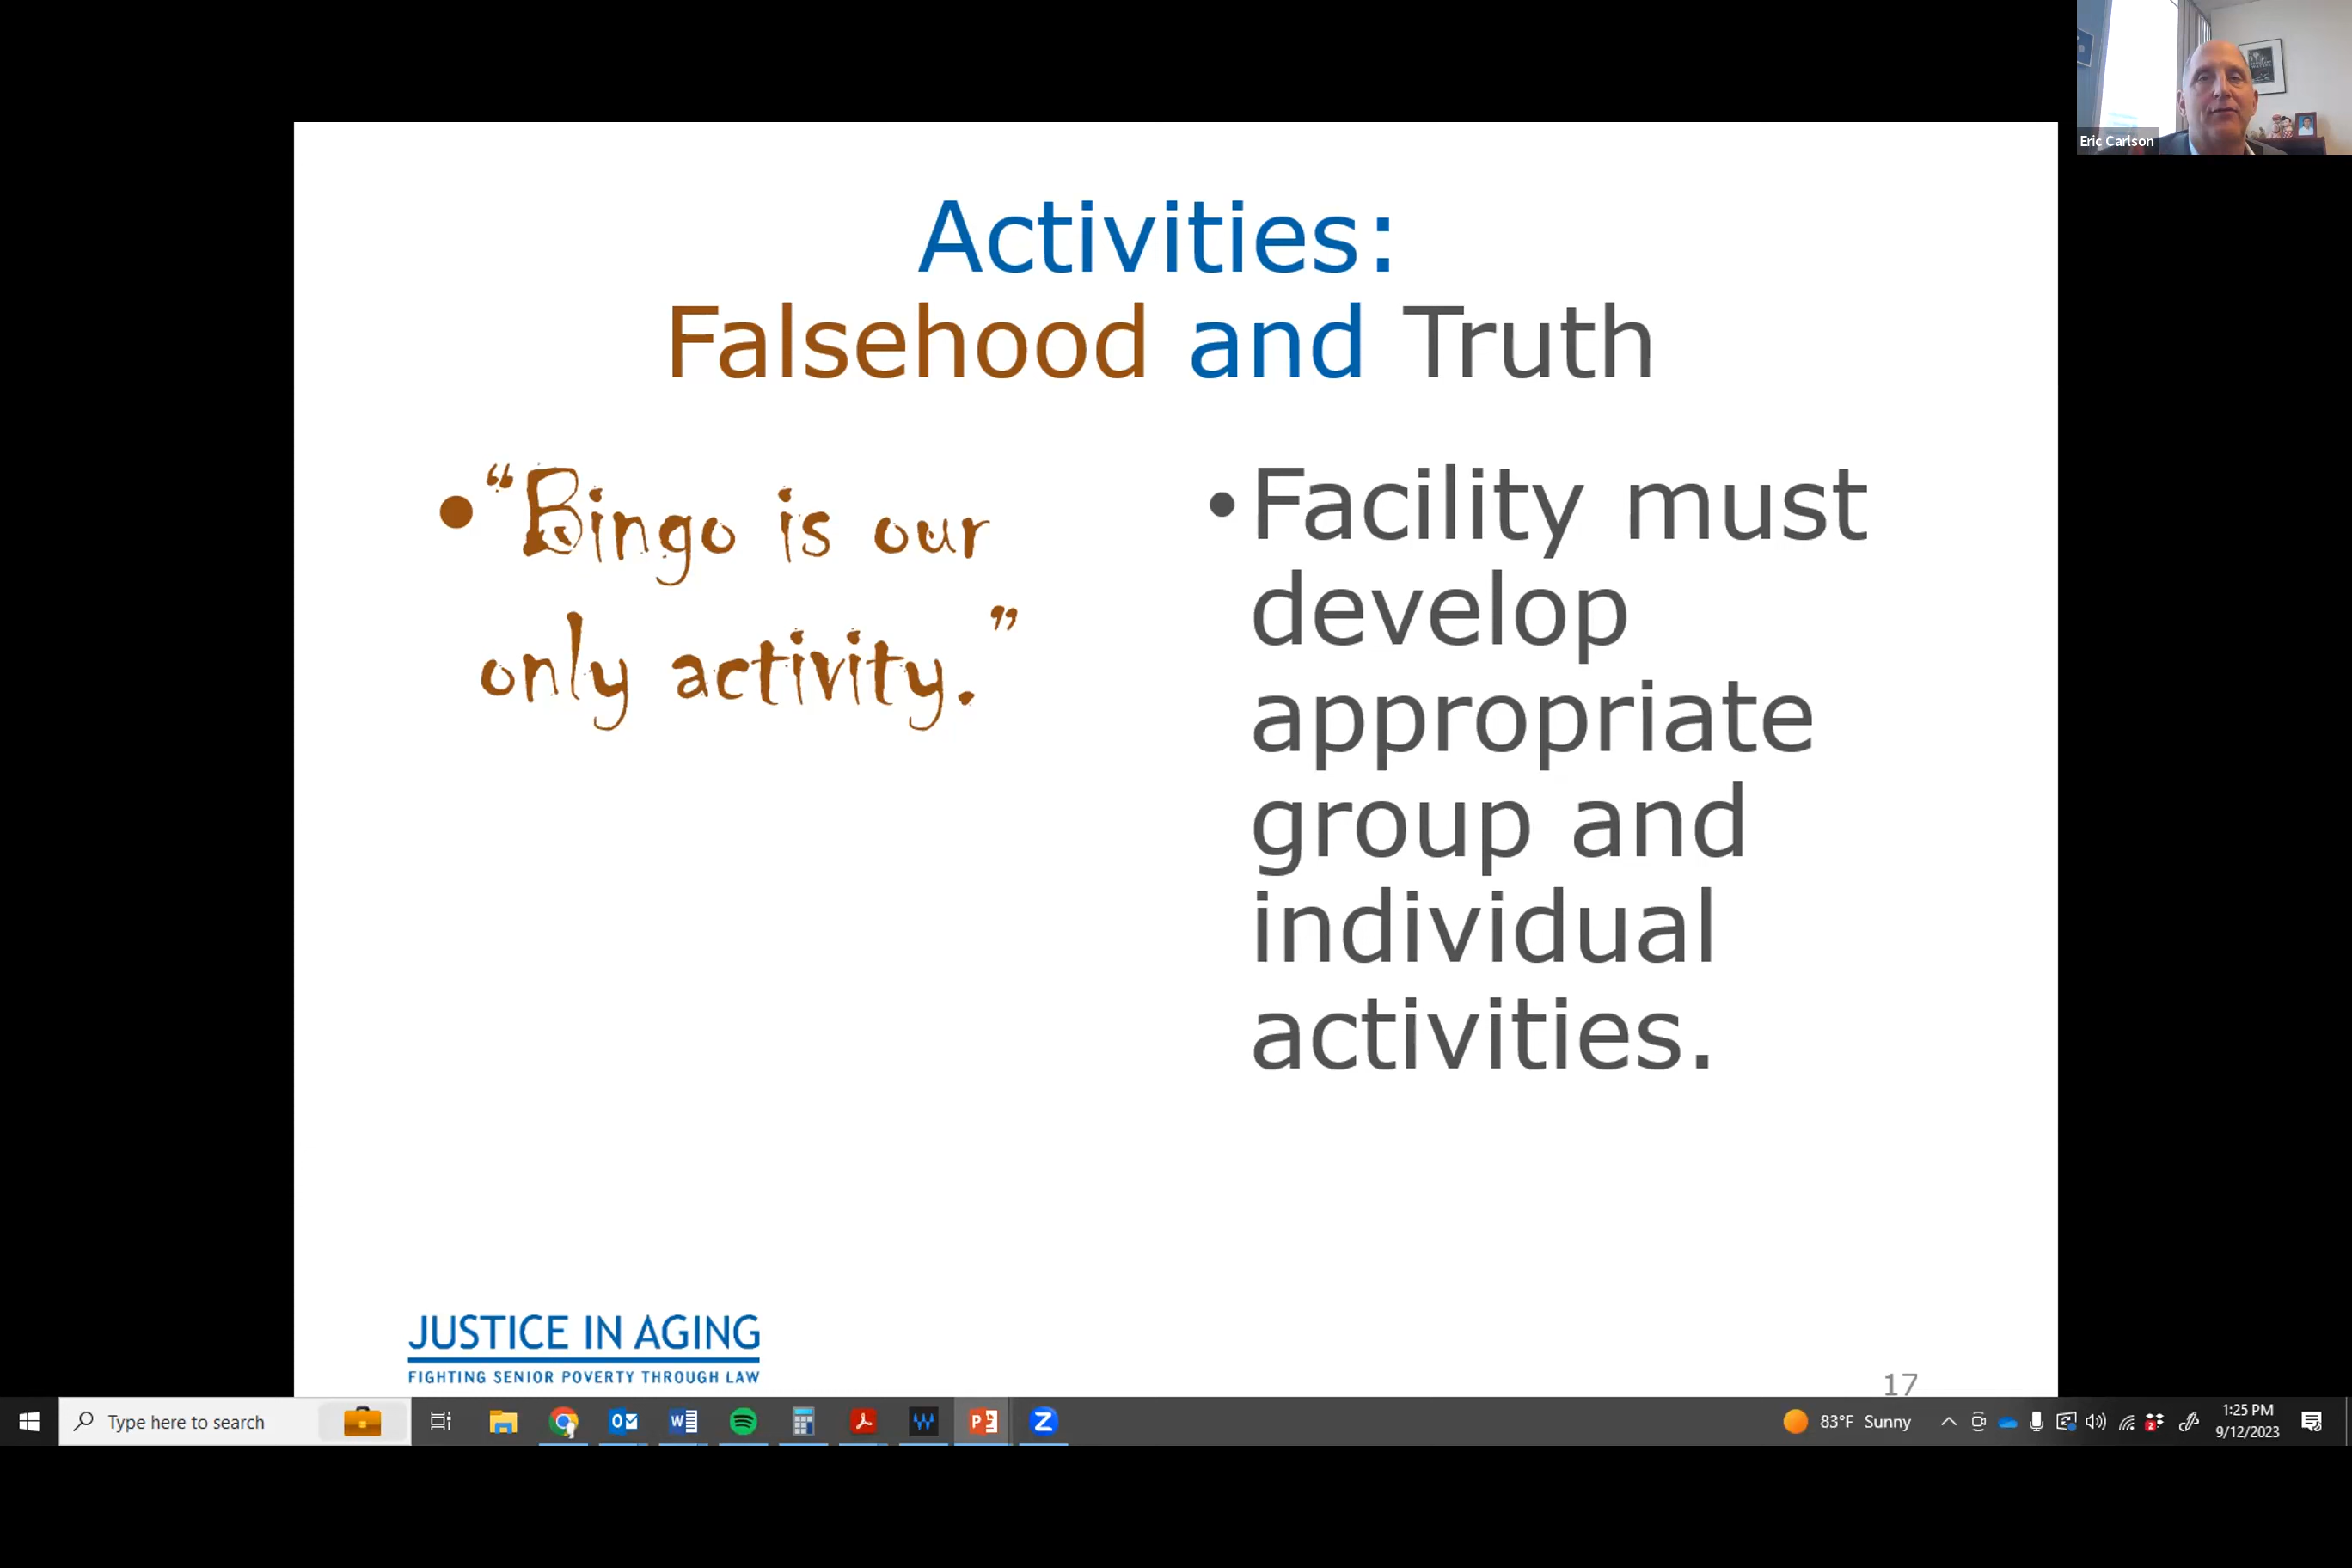 Eric Carlson
Activities:
Falsehood and Truth
• “Bingo is our
only activity.”
• Facility must
develop
appropriate
group and
individual
activities.
JUSTICE IN AGING
FIGHTING SENIOR POVERTY THROUGH LAW
17
Type here to search
83°F Sunny
1:25 PM
9/12/2023